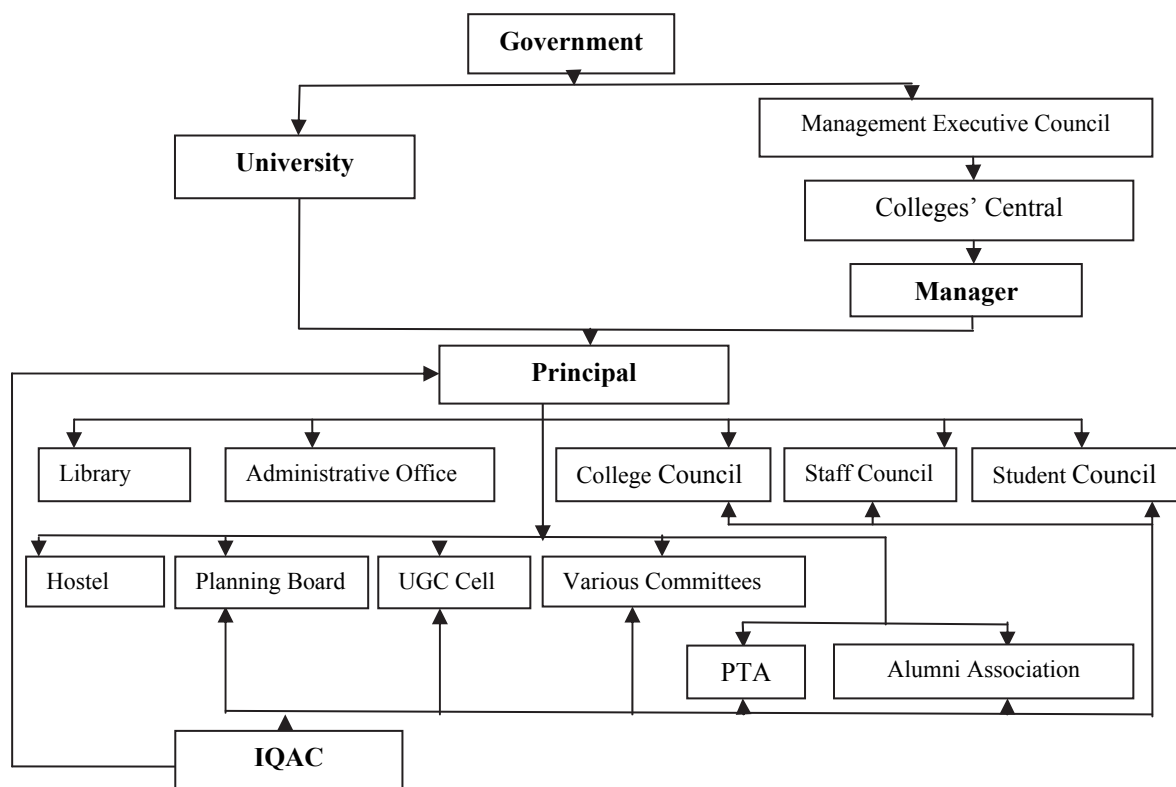 Government
Management Executive Council
University
Colleges’ Central
Manager
Principal
Library
Administrative Office
College Council
Staff Council
Student Council
Hostel
Planning Board
UGC Cell
Various Committees
PTA
Alumni Association
IQAC